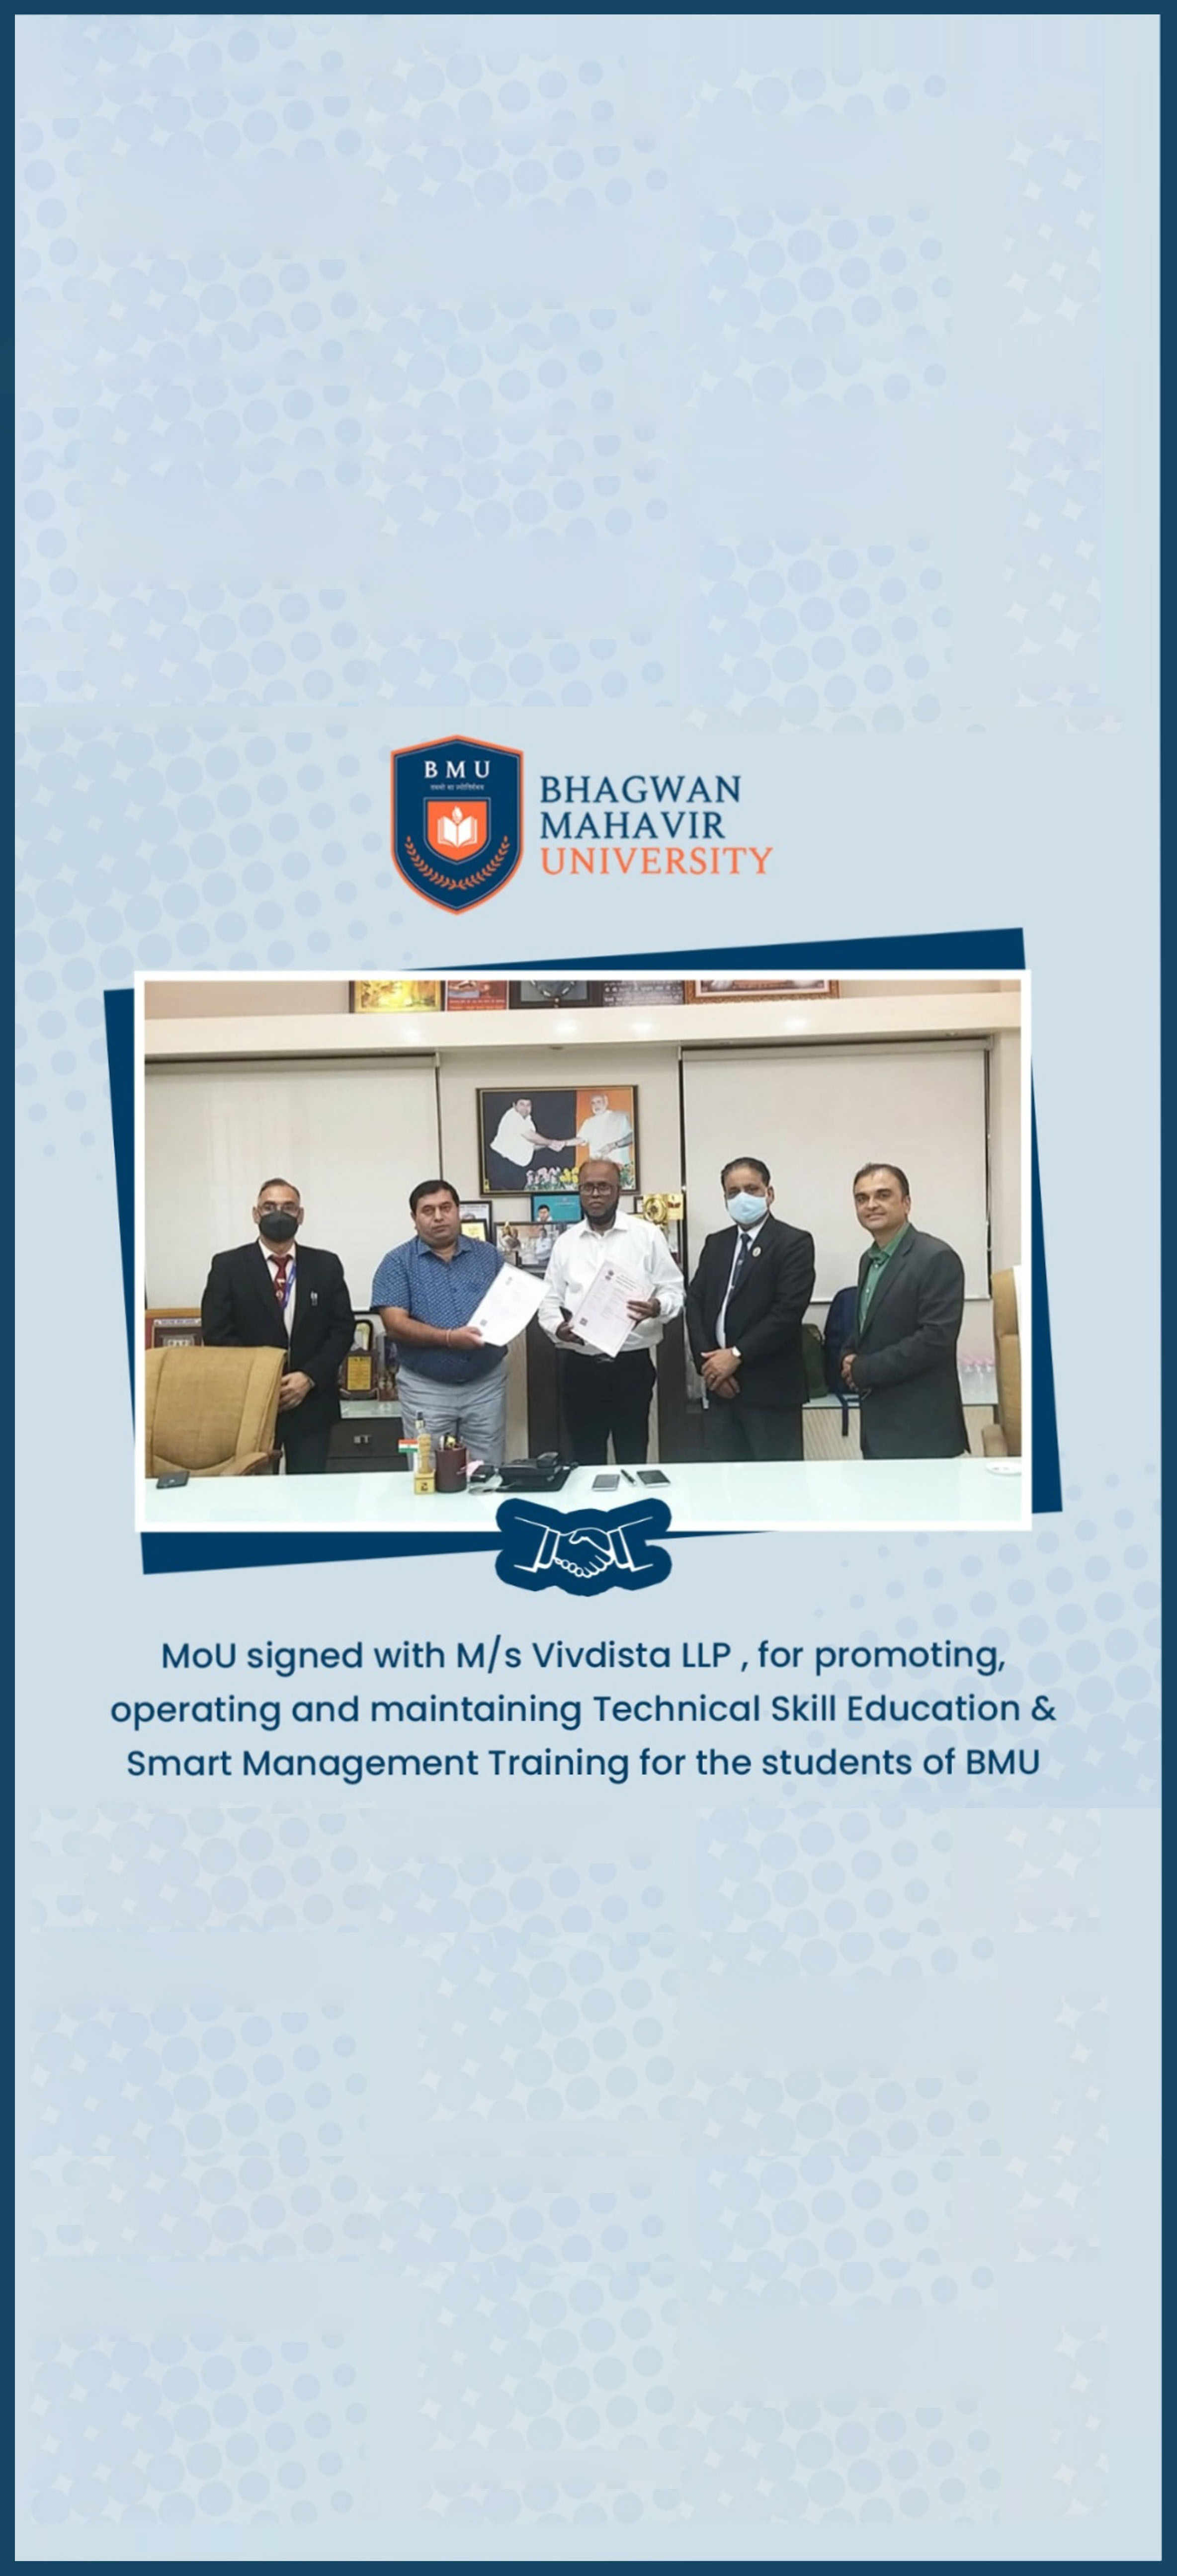 BMU
BHAGWAN
MAHAVIR
UNIVERSITY
MoU signed with M/s Vivdista LLP , for promoting,
operating and maintaining Technical Skill Education &
Smart Management Training for the students of BMU